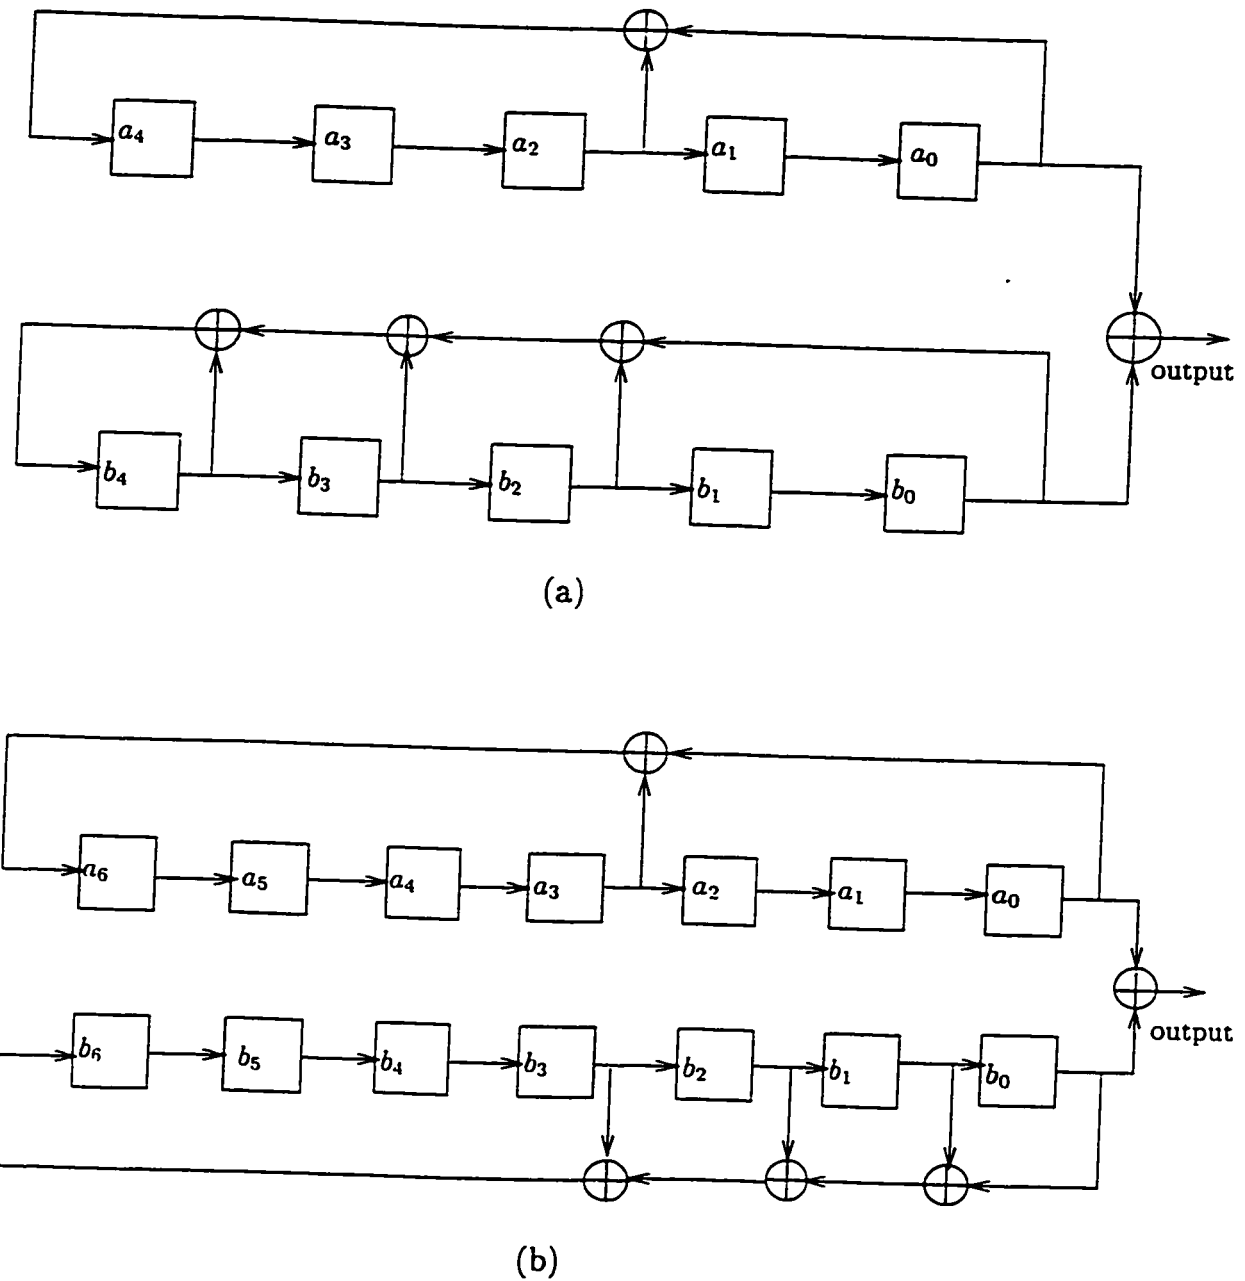 a₄ a₃ a₂ a₁ a₀
output
b₄ b₃ b₂ b₁ b₀
(a)
a₆ a₅ a₄ a₃ a₂ a₁ a₀
output
b₆ b₅ b₄ b₃ b₂ b₁ b₀
(b)